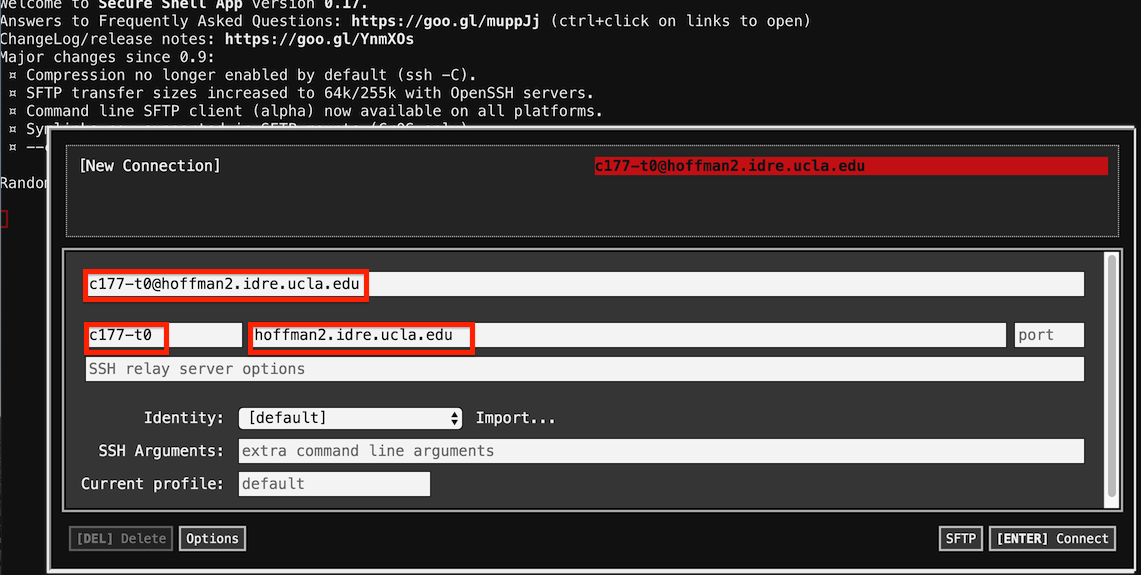 Welcome to Secure Shell App version 0.17.
Answers to Frequently Asked Questions: https://goo.gl/muppJj (ctrl+click on links to open)
ChangeLog/release notes: https://goo.gl/YnmXOs
Major changes since 0.9:
¤ Compression no longer enabled by default (ssh -C).
¤ SFTP transfer sizes increased to 64k/255k with OpenSSH servers.
¤ Command line SFTP client (alpha) now available on all platforms.
¤
¤ --
Random
[New Connection] c177-t0@hoffman2.idre.ucla.edu
c177-t0@hoffman2.idre.ucla.edu
c177-t0 hoffman2.idre.ucla.edu port
SSH relay server options
Identity: [default] Import...
SSH Arguments: extra command line arguments
Current profile: default
[DEL] Delete Options SFTP [ENTER] Connect